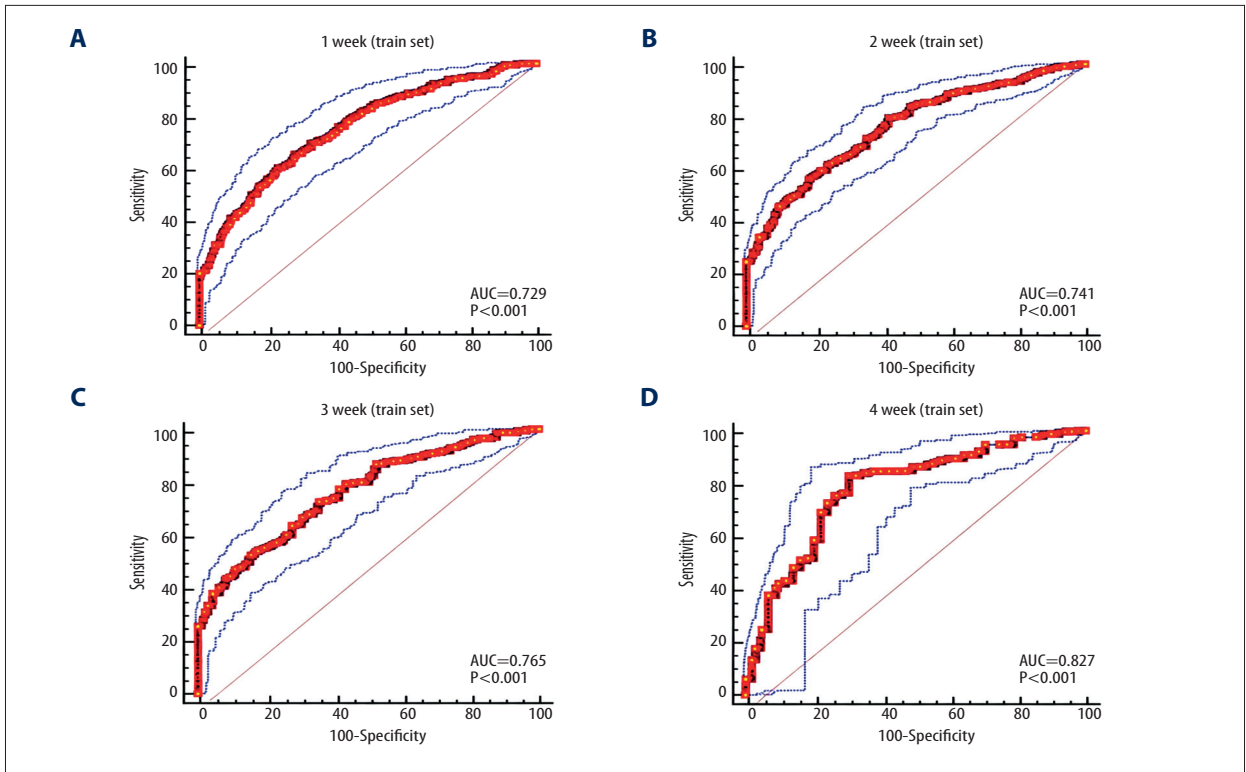 A
1 week (train set)
100
80
60
40
20
0
Sensitivity
AUC=0.729
P<0.001
0 20 40 60 80 100
100-Specificity
B
2 week (train set)
100
80
60
40
20
0
Sensitivity
AUC=0.741
P<0.001
0 20 40 60 80 100
100-Specificity
C
3 week (train set)
100
80
60
40
20
0
Sensitivity
AUC=0.765
P<0.001
0 20 40 60 80 100
100-Specificity
D
4 week (train set)
100
80
60
40
20
0
Sensitivity
AUC=0.827
P<0.001
0 20 40 60 80 100
100-Specificity